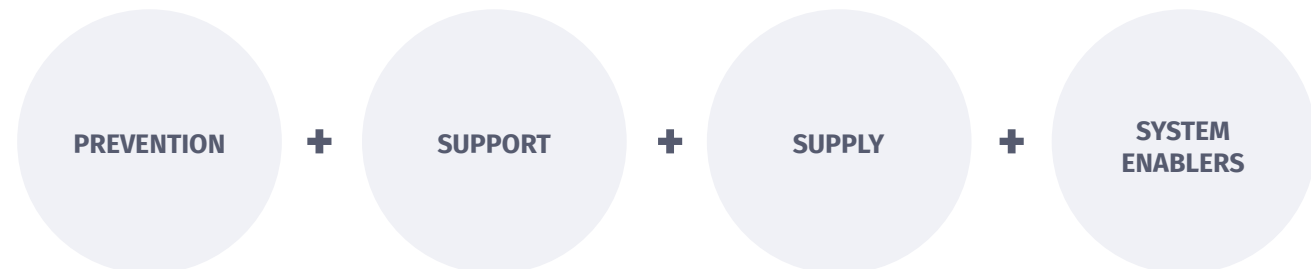 PREVENTION + SUPPORT + SUPPLY + SYSTEM
ENABLERS